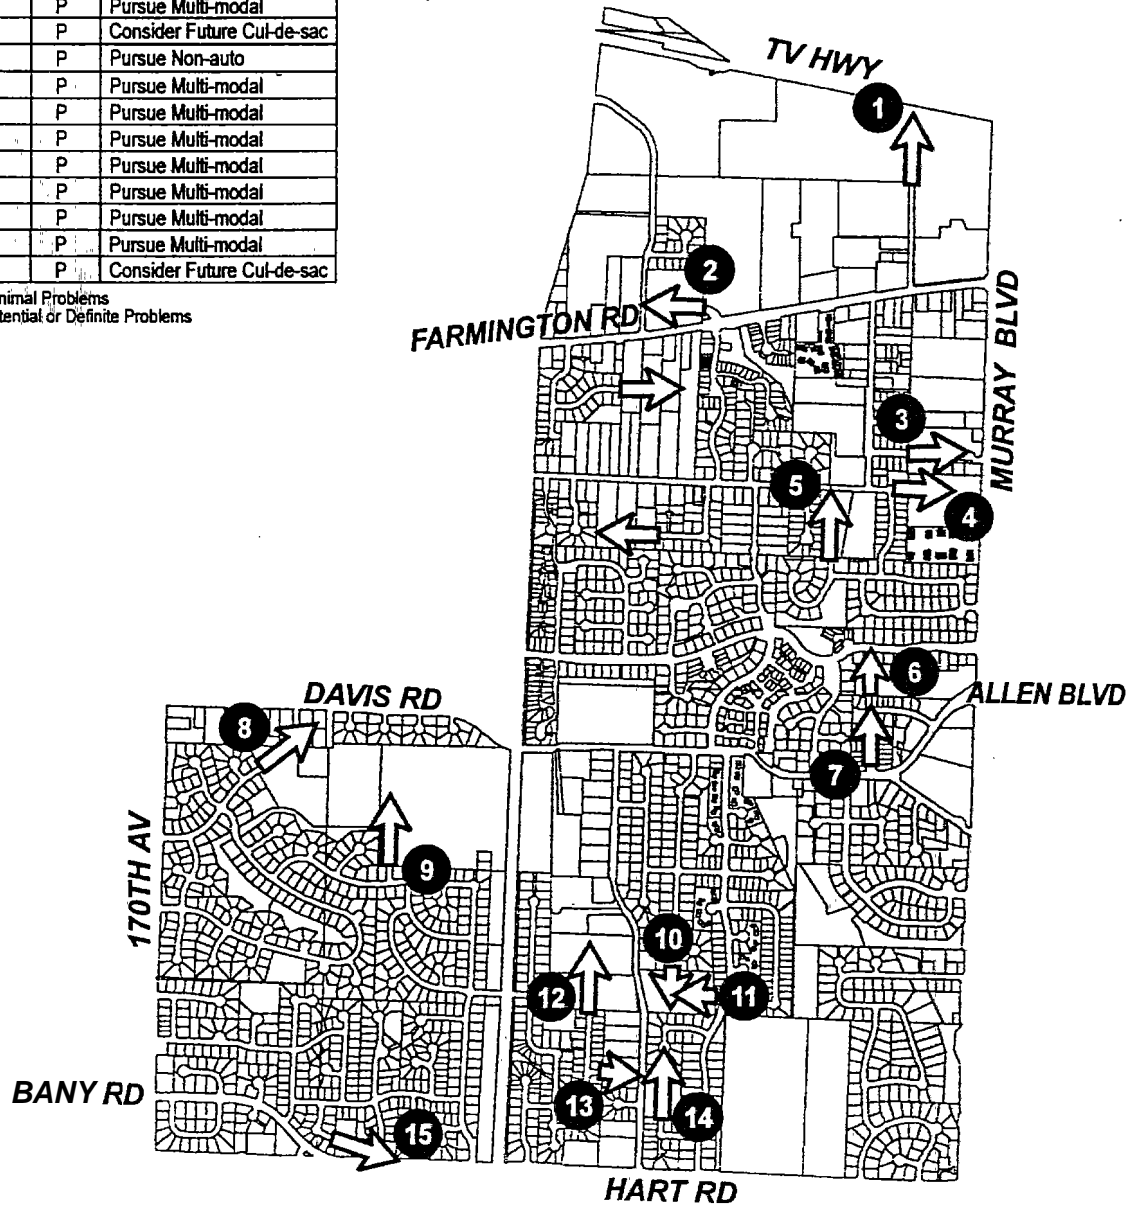 P Pursue Multi-modal
P Consider Future Cul-de-sac
P Pursue Non-auto
P Pursue Multi-modal
P Pursue Multi-modal
P Pursue Multi-modal
P Pursue Multi-modal
P Pursue Multi-modal
P Pursue Multi-modal
P Pursue Multi-modal
P Consider Future Cul-de-sac
nimal Problems
tential or Definite Problems
TV HWY
1
2
FARMINGTON RD
MURRAY BLVD
3
5
4
6
ALLEN BLVD
DAVIS RD
8
7
170TH AV
9
10
12
11
BANY RD
13
14
15
HART RD